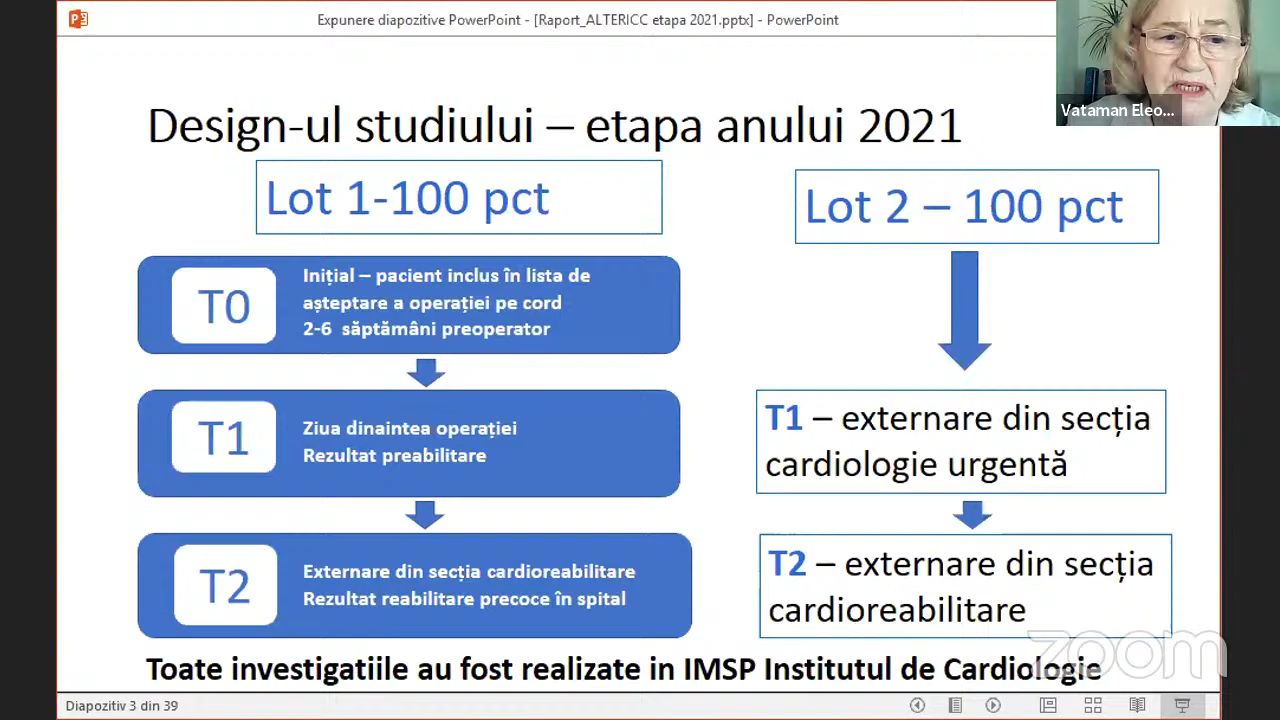 Expunere diapozitive PowerPoint - [Raport_ALTERICC etapa 2021.pptx] - PowerPoint
Vataman Eleo...
Design-ul studiului – etapa anului 2021
Lot 1-100 pct
Lot 2 – 100 pct
T0
Inițial – pacient inclus în lista de
așteptare a operației pe cord
2-6 săptămâni preoperator
T1
Ziua dinaintea operației
Rezultat preabilitare
T1 – externare din secția
cardiologie urgentă
T2
Externare din secția cardioreabilitare
Rezultat reabilitare precoce în spital
T2 – externare din secția
cardioreabilitare
Toate investigatiile au fost realizate in IMSP Institutul de Cardiologie
zoom
Diapozitiv 3 din 39